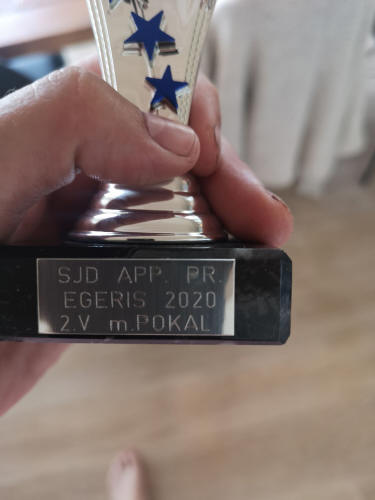 SJD APP. PR.
EGERIS 2020
2.V m.POKAL